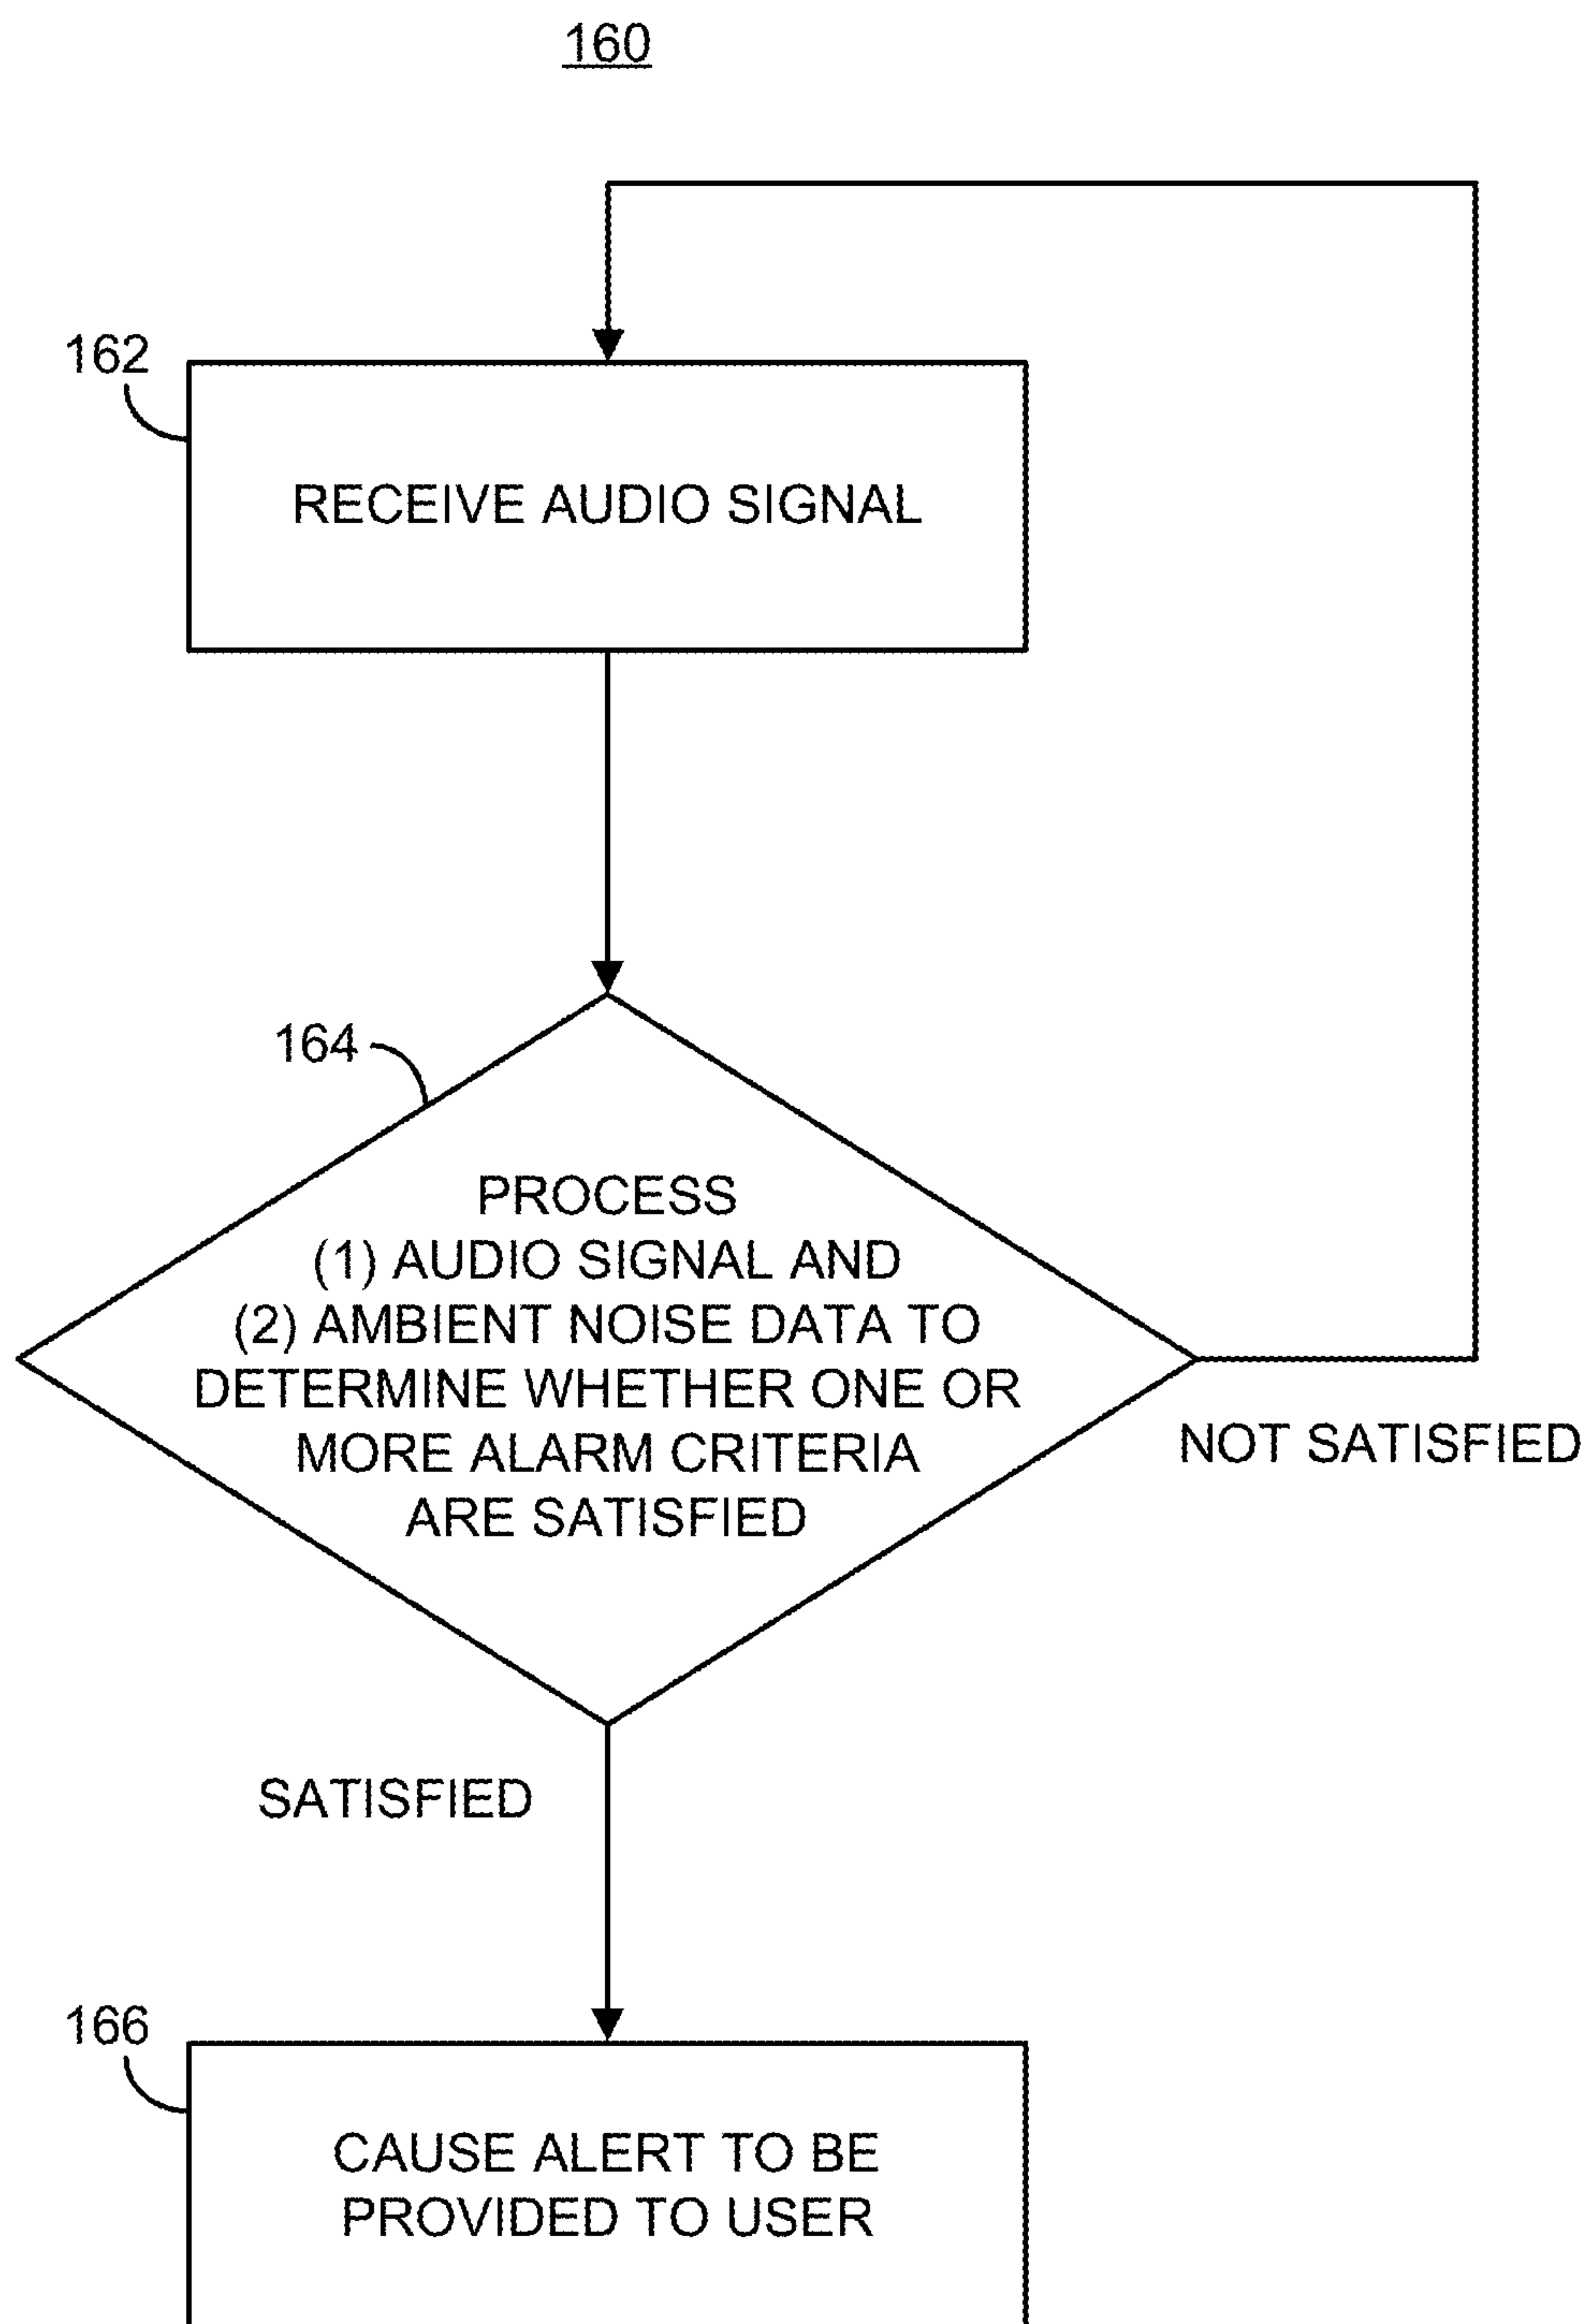 160
162
RECEIVE AUDIO SIGNAL
164
PROCESS
(1) AUDIO SIGNAL AND
(2) AMBIENT NOISE DATA TO
DETERMINE WHETHER ONE OR
MORE ALARM CRITERIA
ARE SATISFIED
NOT SATISFIED
SATISFIED
166
CAUSE ALERT TO BE
PROVIDED TO USER